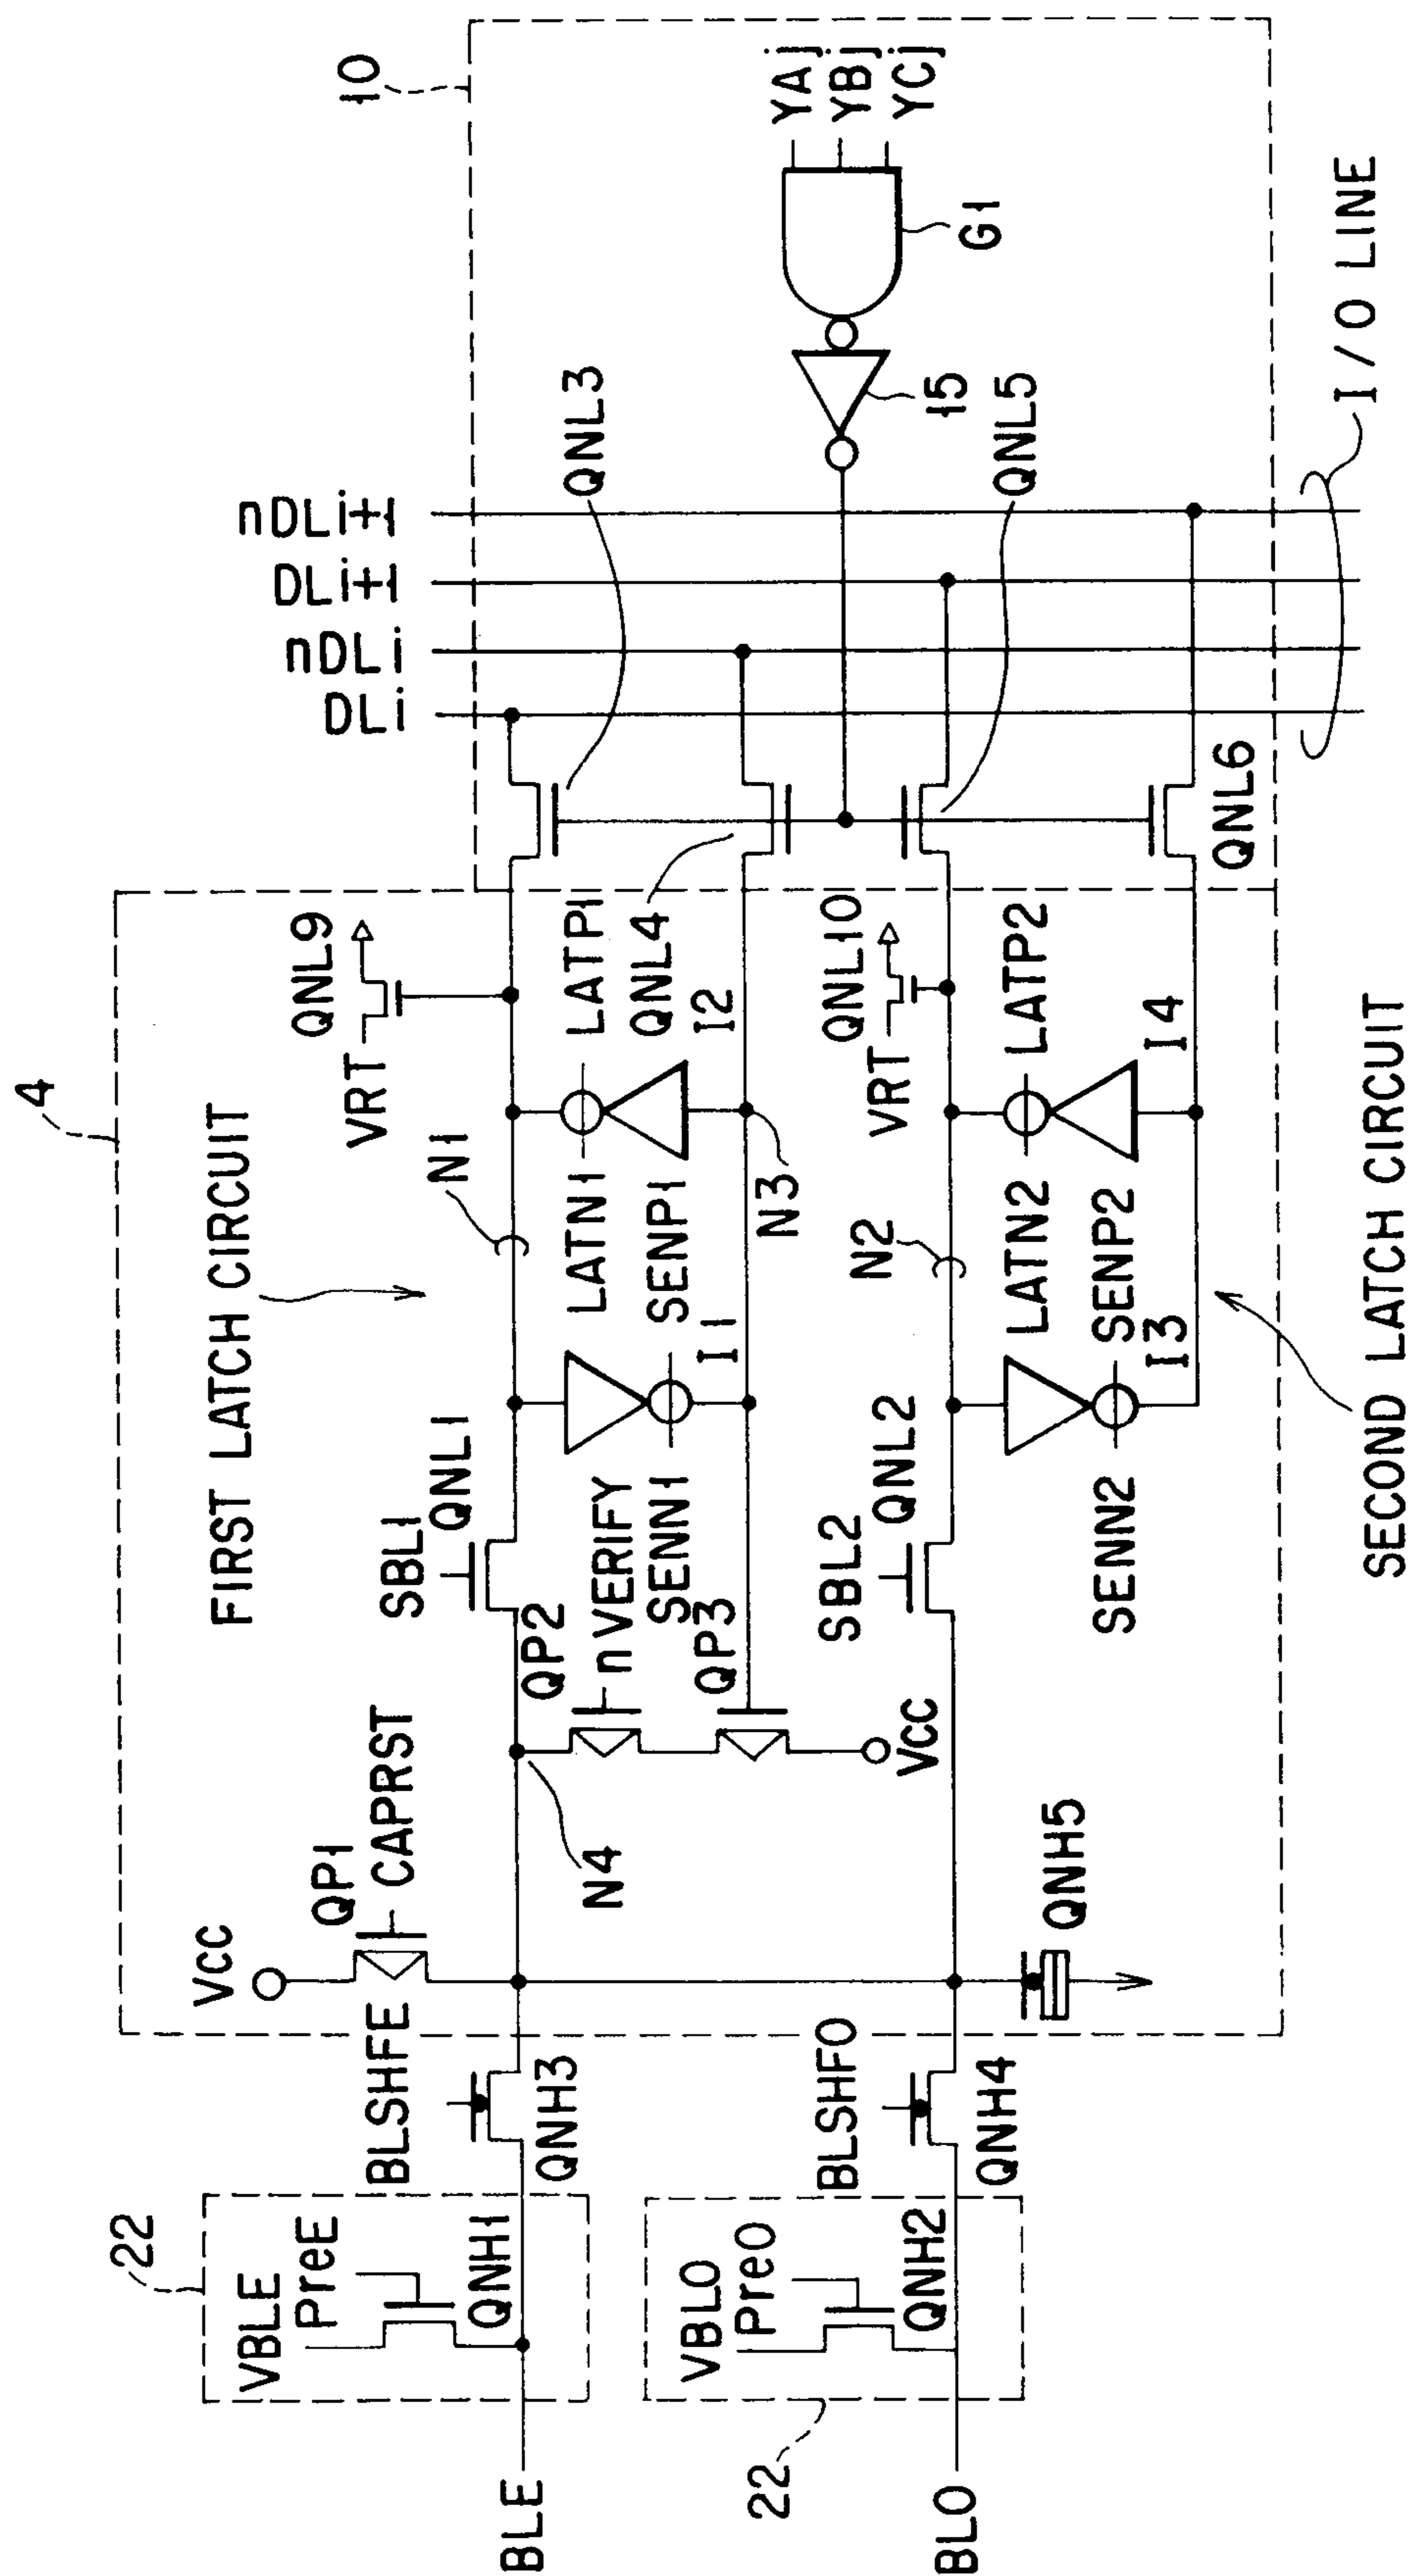 10
YAj
YBj
YCj
G1
I5
I/O LINE
nDLi+1
DLi+1
nDLi
DLi
QNL3
QNL5
QNL6
4
FIRST LATCH CIRCUIT
QNL9
VRT
N1
LATP1
QNL4
I2
LATN1
SENP1
I1
N3
QNL10
VRT
N2
LATP2
I4
LATN2
SENP2
I3
SECOND LATCH CIRCUIT
SBL1
QNL1
QP2
nVERIFY
SENN1
QP3
VCC
SBL2
QNL2
SENN2
VCC
QP1
CAPRST
N4
QNH5
BLSHFE
QNH3
BLSHFO
QNH4
22
VBLE
PreE
QNH1
BLE
VBLO
PreO
QNH2
22
BLO